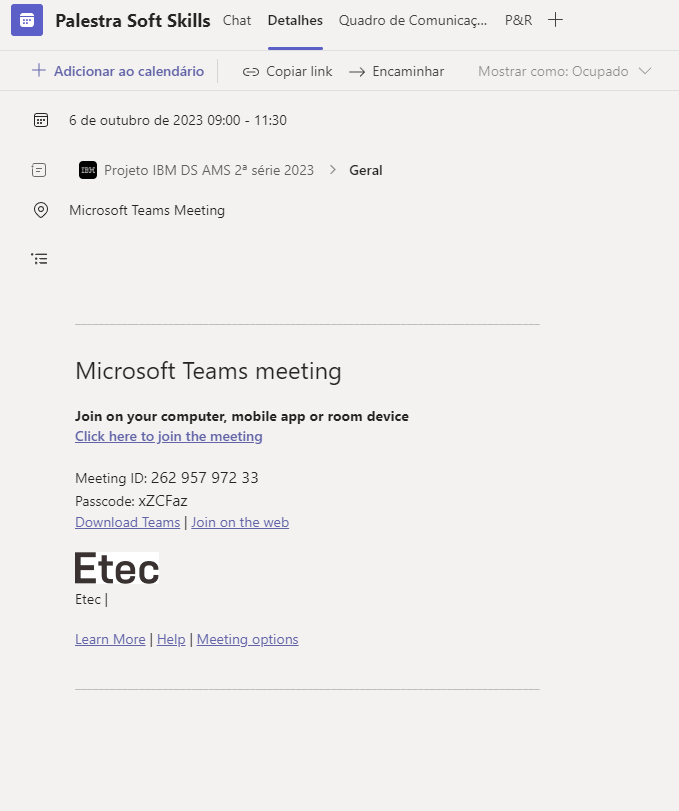 Palestra Soft Skills Chat Detalhes Quadro de Comunicaç... P&R
Adicionar ao calendário Copiar link Encaminhar Mostrar como: Ocupado
6 de outubro de 2023 09:00 - 11:30
IBM Projeto IBM DS AMS 2ª série 2023 > Geral
Microsoft Teams Meeting
Microsoft Teams meeting
Join on your computer, mobile app or room device
Click here to join the meeting
Meeting ID: 262 957 972 33
Passcode: xZCFaz
Download Teams | Join on the web
Etec
Etec |
Learn More | Help | Meeting options